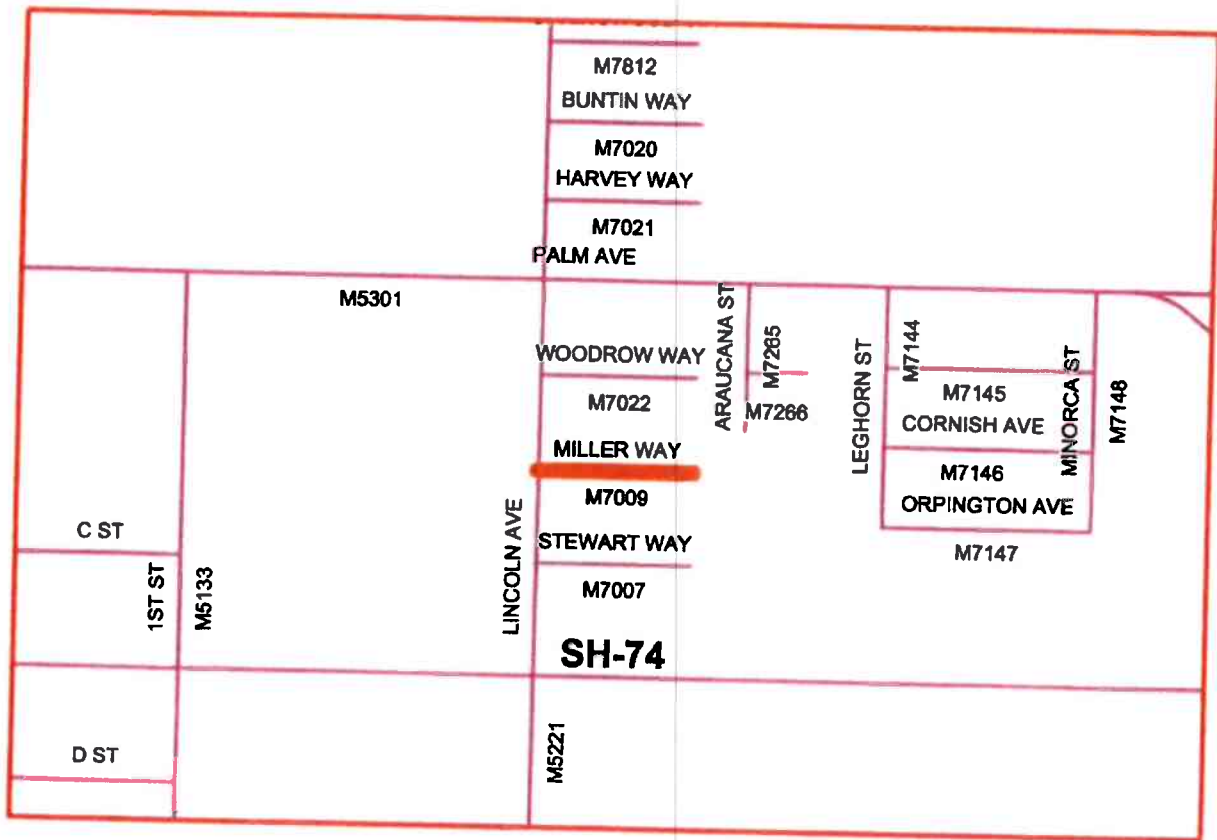 M7812
BUNTIN WAY
M7020
HARVEY WAY
M7021
PALM AVE
M5301
WOODROW WAY
M7022
ARAUCANA ST
M7265
M7266
LEGHORN ST
M7144
M7145
CORNISH AVE
MINORCA ST
M7148
MILLER WAY
M7009
M7146
ORPINGTON AVE
M7147
C ST
1ST ST
M5133
LINCOLN AVE
STEWART WAY
M7007
SH-74
D ST
M5221